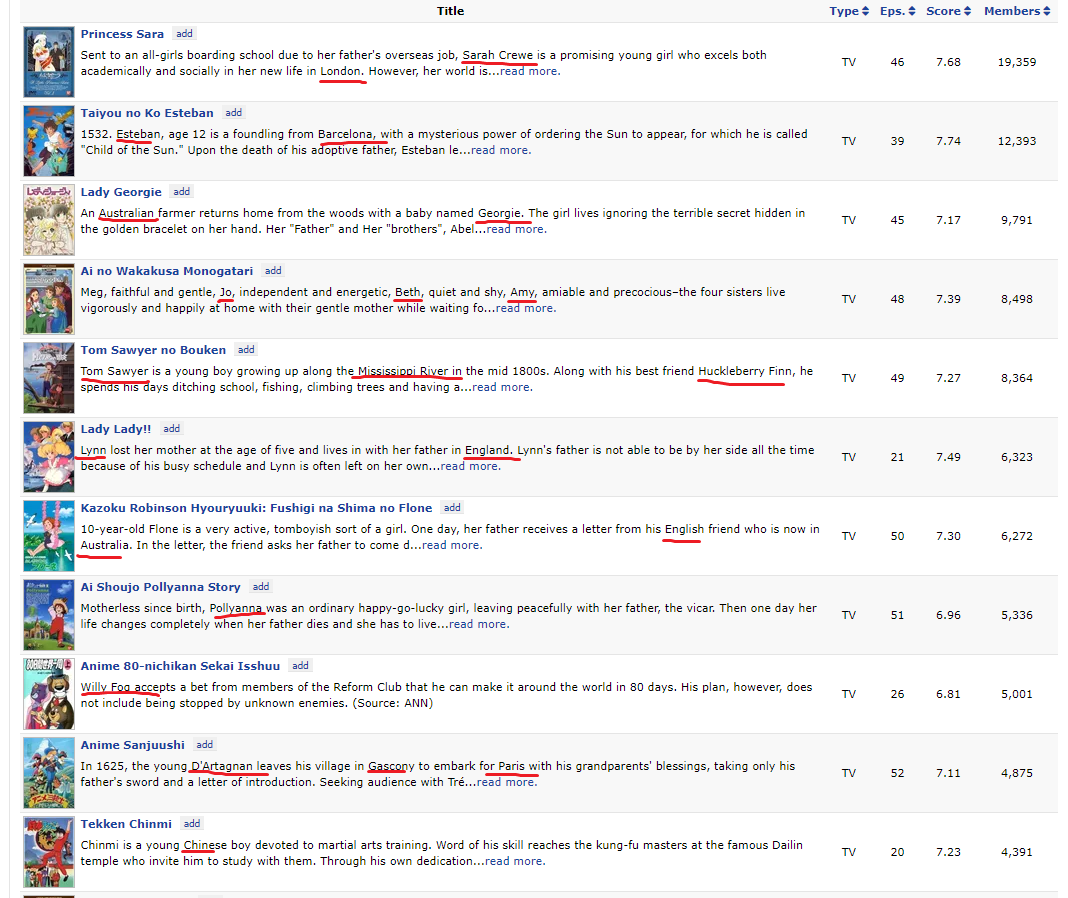 Title Type Eps. Score Members
Princess Sara add
Sent to an all-girls boarding school due to her father's overseas job, Sarah Crewe is a promising young girl who excels both
academically and socially in her new life in London. However, her world is...read more.
TV 46 7.68 19,359
Taiyou no Ko Esteban add
1532. Esteban, age 12 is a foundling from Barcelona, with a mysterious power of ordering the Sun to appear, for which he is called
"Child of the Sun." Upon the death of his adoptive father, Esteban le...read more.
TV 39 7.74 12,393
Lady Georgie add
An Australian farmer returns home from the woods with a baby named Georgie. The girl lives ignoring the terrible secret hidden in
the golden bracelet on her hand. Her "Father" and Her "brothers", Abel...read more.
TV 45 7.17 9,791
Ai no Wakakusa Monogatari add
Meg, faithful and gentle, Jo, independent and energetic, Beth, quiet and shy, Amy, amiable and precocious–the four sisters live
vigorously and happily at home with their gentle mother while waiting fo...read more.
TV 48 7.39 8,498
Tom Sawyer no Bouken add
Tom Sawyer is a young boy growing up along the Mississippi River in the mid 1800s. Along with his best friend Huckleberry Finn, he
spends his days ditching school, fishing, climbing trees and having a...read more.
TV 49 7.27 8,364
Lady Lady!! add
Lynn lost her mother at the age of five and lives in with her father in England. Lynn's father is not able to be by her side all the time
because of his busy schedule and Lynn is often left on her own...read more.
TV 21 7.49 6,323
Kazoku Robinson Hyouryuuki: Fushigi na Shima no Flone add
10-year-old Flone is a very active, tomboyish sort of a girl. One day, her father receives a letter from his English friend who is now in
Australia. In the letter, the friend asks her father to come d...read more.
TV 50 7.30 6,272
Ai Shoujo Pollyanna Story add
Motherless since birth, Pollyanna was an ordinary happy-go-lucky girl, leaving peacefully with her father, the vicar. Then one day her
life changes completely when her father dies and she has to live...read more.
TV 51 6.96 5,336
Anime 80-nichikan Sekai Isshuu add
Willy Fog accepts a bet from members of the Reform Club that he can make it around the world in 80 days. His plan, however, does
not include being stopped by unknown enemies. (Source: ANN)
TV 26 6.81 5,001
Anime Sanjuushi add
In 1625, the young D'Artagnan leaves his village in Gascony to embark for Paris with his grandparents' blessings, taking only his
father's sword and a letter of introduction. Seeking audience with Tré...read more.
TV 52 7.11 4,875
Tekken Chinmi add
Chinmi is a young Chinese boy devoted to martial arts training. Word of his skill reaches the kung-fu masters at the famous Dailin
temple who invite him to study with them. Through his own dedication...read more.
TV 20 7.23 4,391